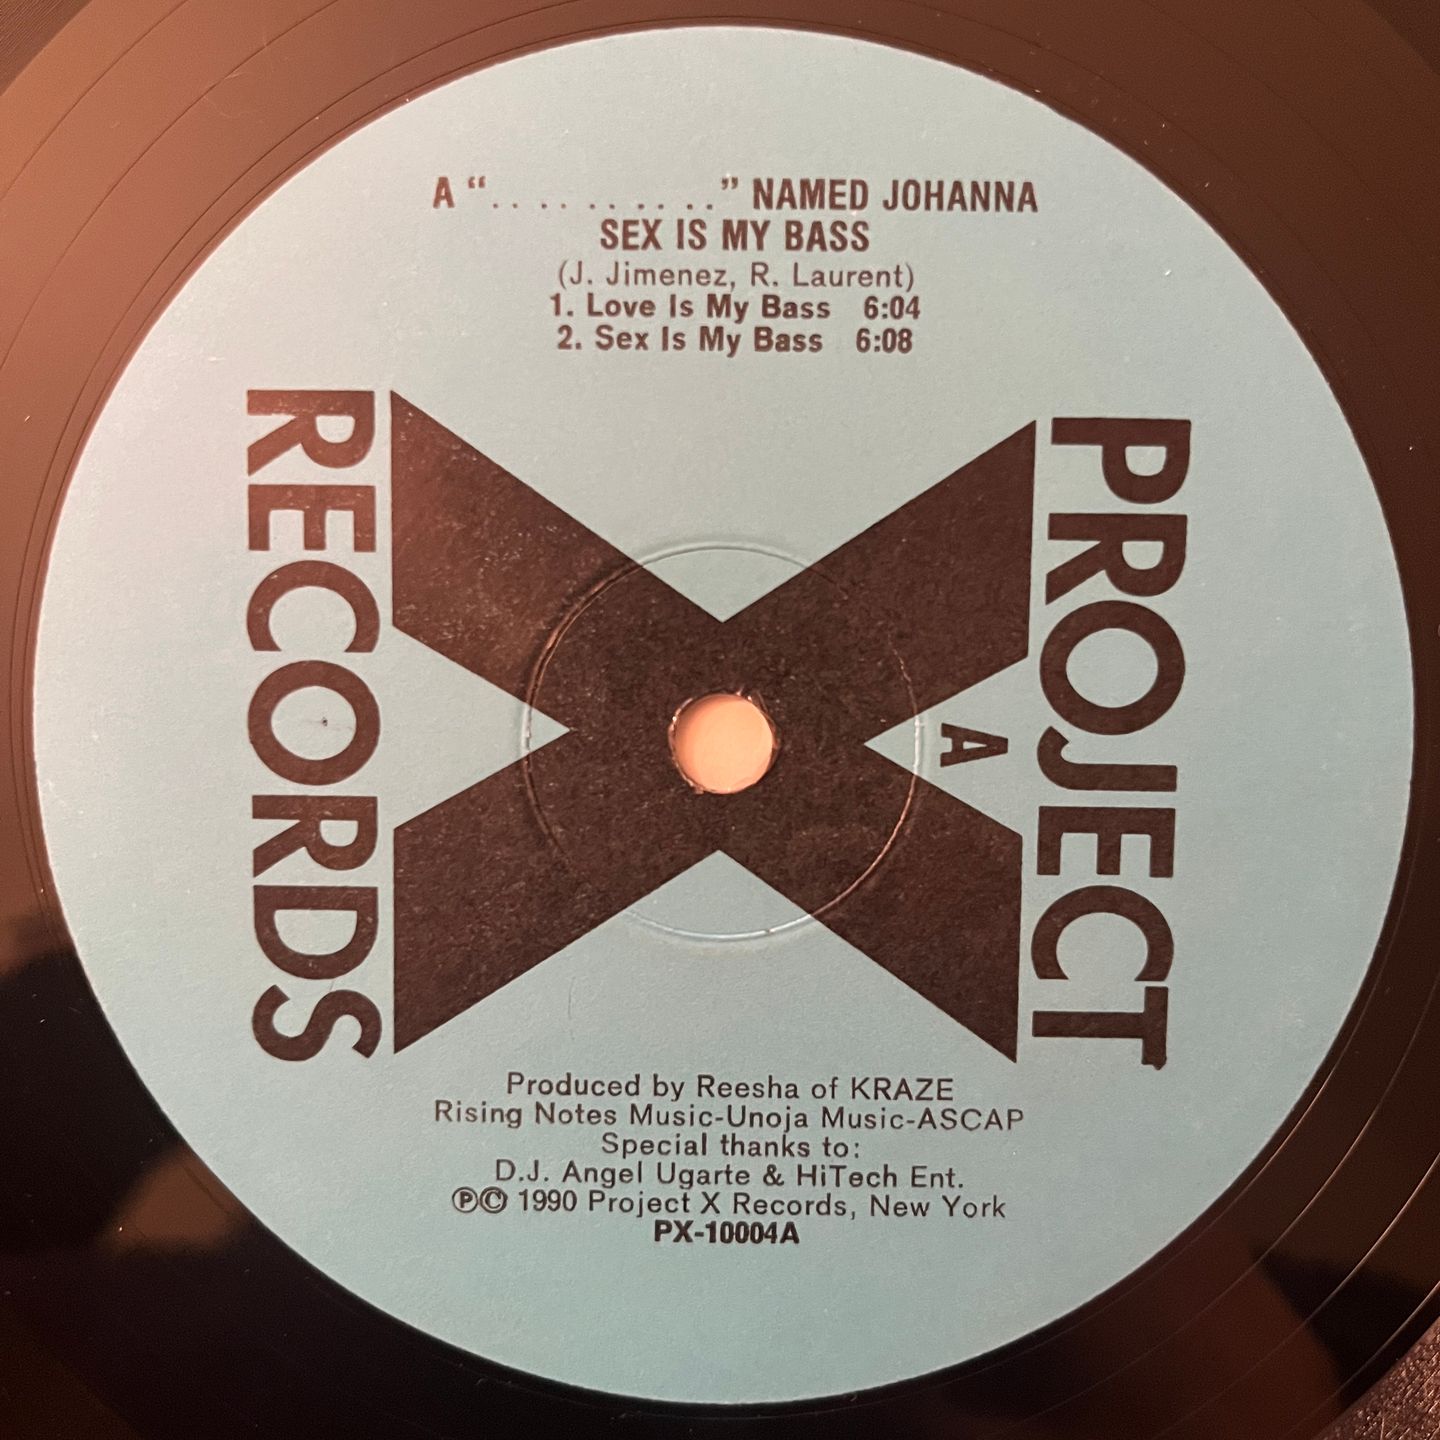 A “. . . . . . . . . .” NAMED JOHANNA
SEX IS MY BASS
(J. Jimenez, R. Laurent)
1. Love Is My Bass 6:04
2. Sex Is My Bass 6:08
RECORDS
PROJECT
X
A
Produced by Reesha of KRAZE
Rising Notes Music-Unoja Music-ASCAP
Special thanks to:
D.J. Angel Ugarte & HiTech Ent.
℗© 1990 Project X Records, New York
PX-10004A